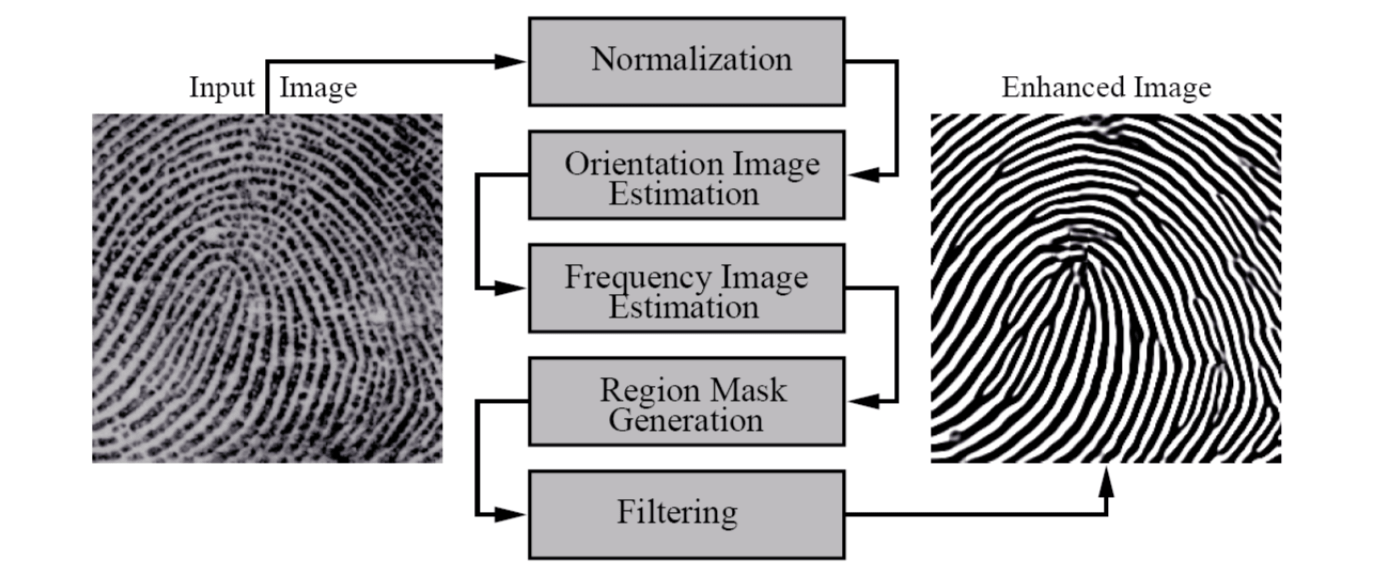 Input Image
Normalization
Enhanced Image
Orientation Image
Estimation
Frequency Image
Estimation
Region Mask
Generation
Filtering